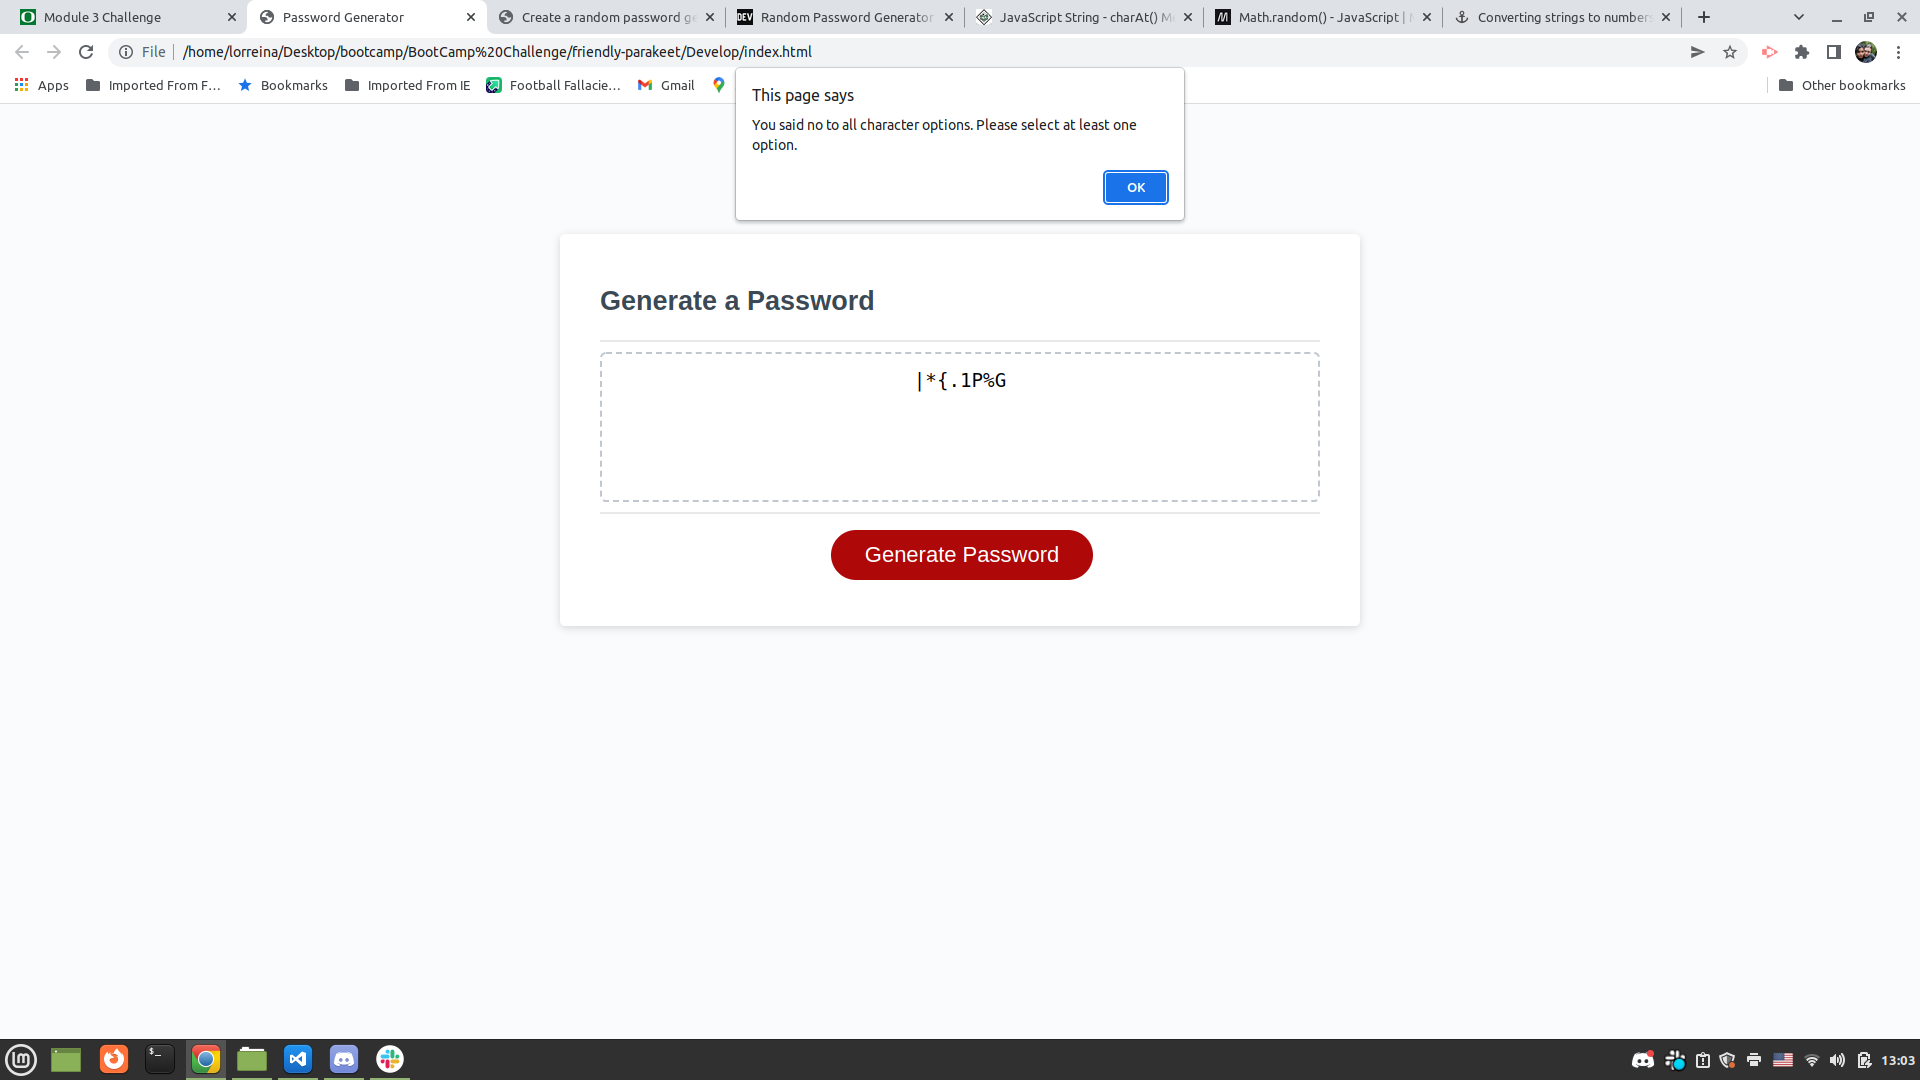 Module 3 Challenge
Password Generator
Create a random password ge
Random Password Generator
JavaScript String - charAt() Me
Math.random() - JavaScript |
Converting strings to numbers
File
/home/lorreina/Desktop/bootcamp/BootCamp%20Challenge/friendly-parakeet/Develop/index.html
Apps
Imported From F...
Bookmarks
Imported From IE
Football Fallacie...
Gmail
Other bookmarks
This page says
You said no to all character options. Please select at least one
option.
OK
Generate a Password
|*{.1P%G
Generate Password
13:03